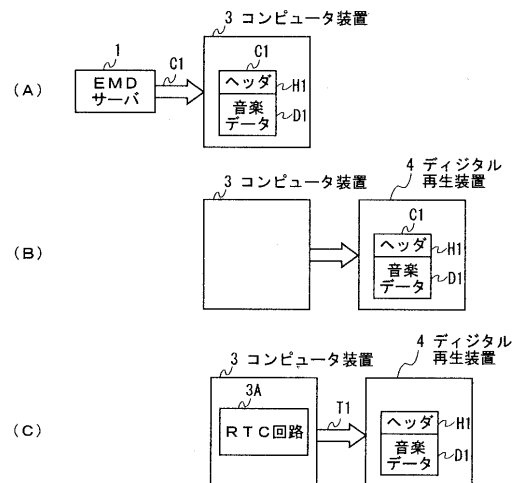 (A)
1
EMD
サーバ
C1
3 コンピュータ装置
C1
ヘッダ
H1
音楽
データ
D1
(B)
3 コンピュータ装置
4 ディジタル
再生装置
C1
ヘッダ
H1
音楽
データ
D1
(C)
3 コンピュータ装置
3A
RTC回路
T1
4 ディジタル
再生装置
ヘッダ
H1
音楽
データ
D1